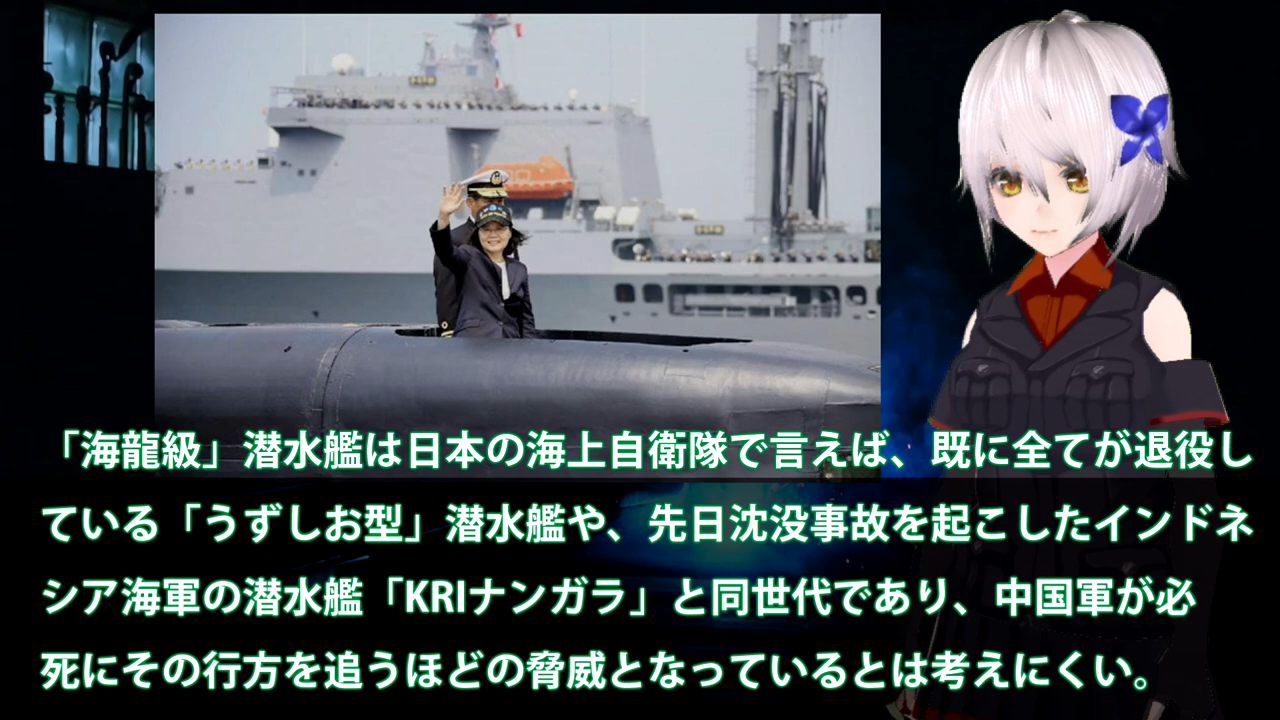 「海龍級」潜水艦は日本の海上自衛隊で言えば、既に全てが退役し
ている「うずしお型」潜水艦や、先日沈没事故を起こしたインドネ
シア海軍の潜水艦「KRIナンガラ」と同世代であり、中国軍が必
死にその行方を追うほどの脅威となっているとは考えにくい。